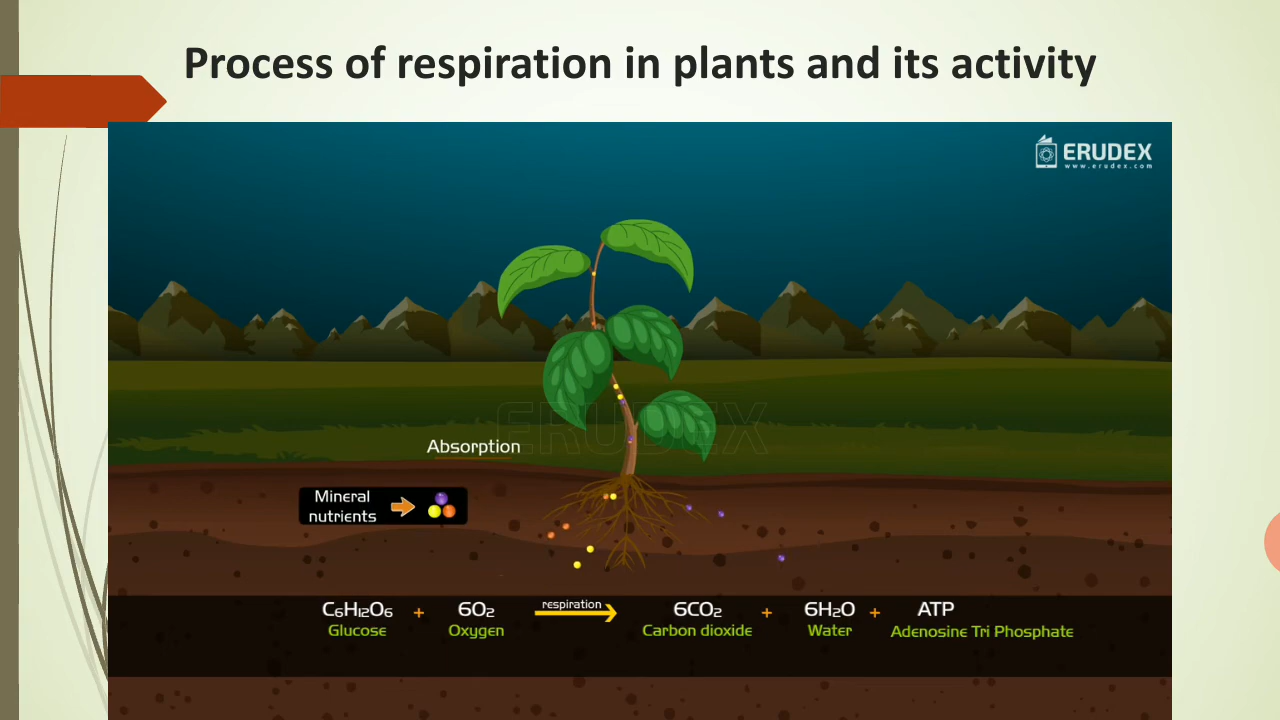 Process of respiration in plants and its activity
ERUDEX
www.erudex.com
ERUDEX
Absorption
Mineral
nutrients
C₆H₁₂O₆ + 6O₂ respiration 6CO₂ + 6H₂O + ATP
Glucose Oxygen Carbon dioxide Water Adenosine Tri Phosphate